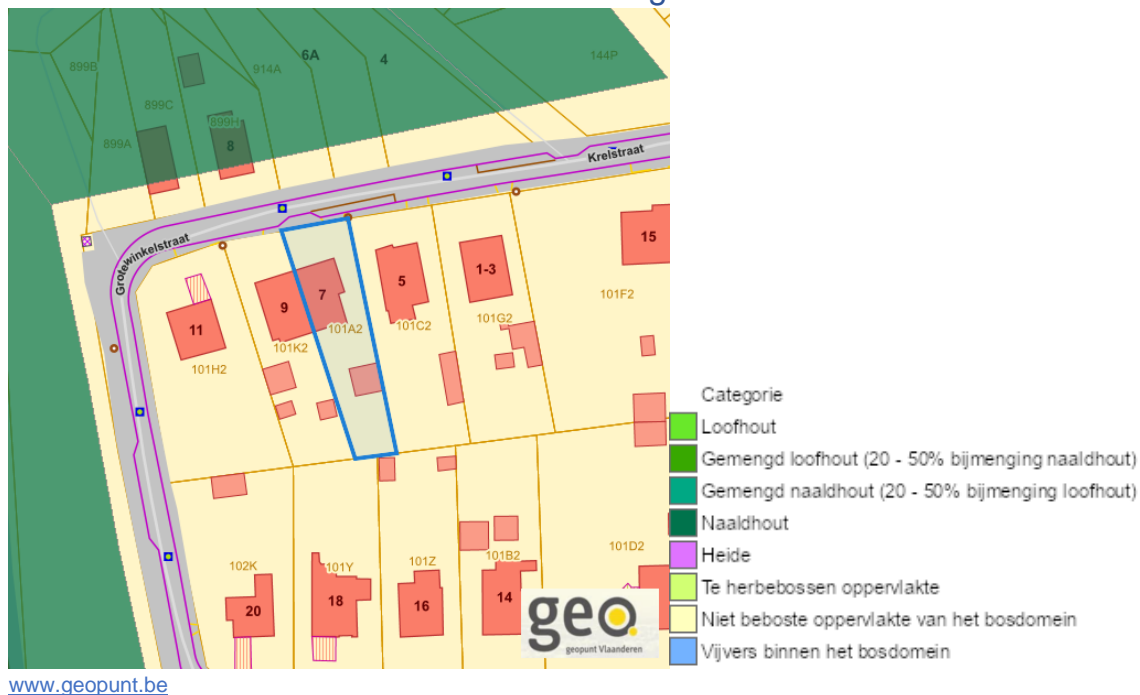 899B
914A
6A
4
144P
899C
899H
8
899A
Krelstraat
Grotewinkelstraat
15
1-3
5
7
9
11
101F2
101G2
101C2
101A2
101K2
101H2
Categorie
Loofhout
Gemengd loofhout (20 - 50% bijmenging naaldhout)
Gemengd naaldhout (20 - 50% bijmenging loofhout)
Naaldhout
Heide
Te herbebossen oppervlakte
Niet beboste oppervlakte van het bosdomein
Vijvers binnen het bosdomein
102K
101Y
101Z
101B2
101D2
20
18
16
14
geo.
geopunt Vlaanderen
www.geopunt.be